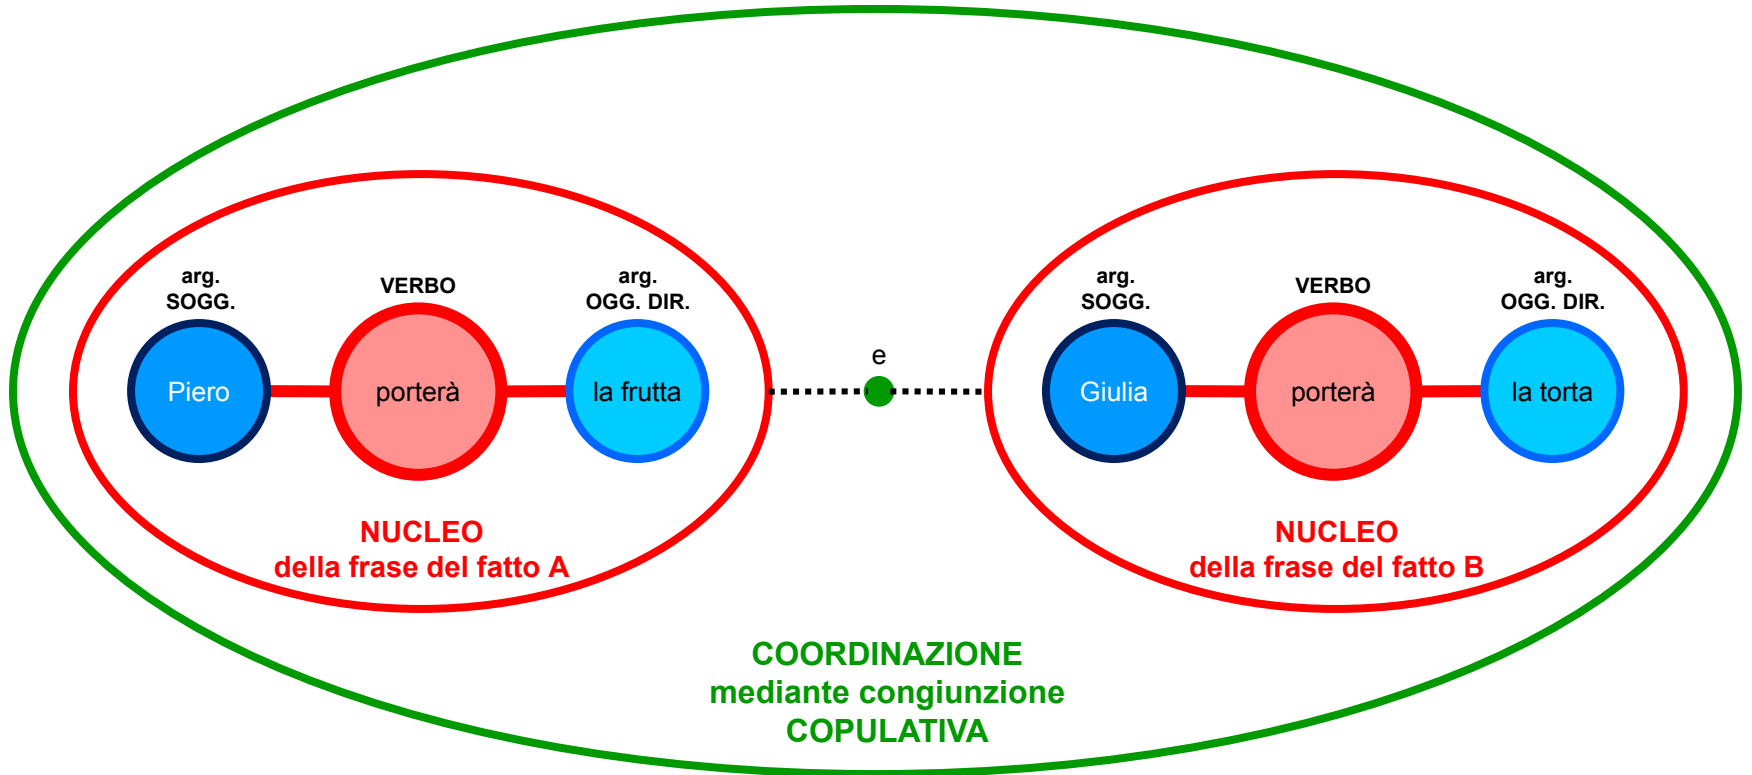 arg.
SOGG.
VERBO
arg.
OGG. DIR.
Piero
porterà
la frutta
NUCLEO
della frase del fatto A
e
arg.
SOGG.
VERBO
arg.
OGG. DIR.
Giulia
porterà
la torta
NUCLEO
della frase del fatto B
COORDINAZIONE
mediante congiunzione
COPULATIVA